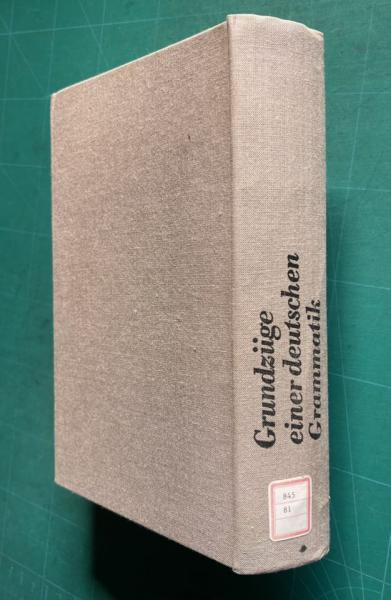 Grundzüge
einer deutschen
Grammatik
845
81